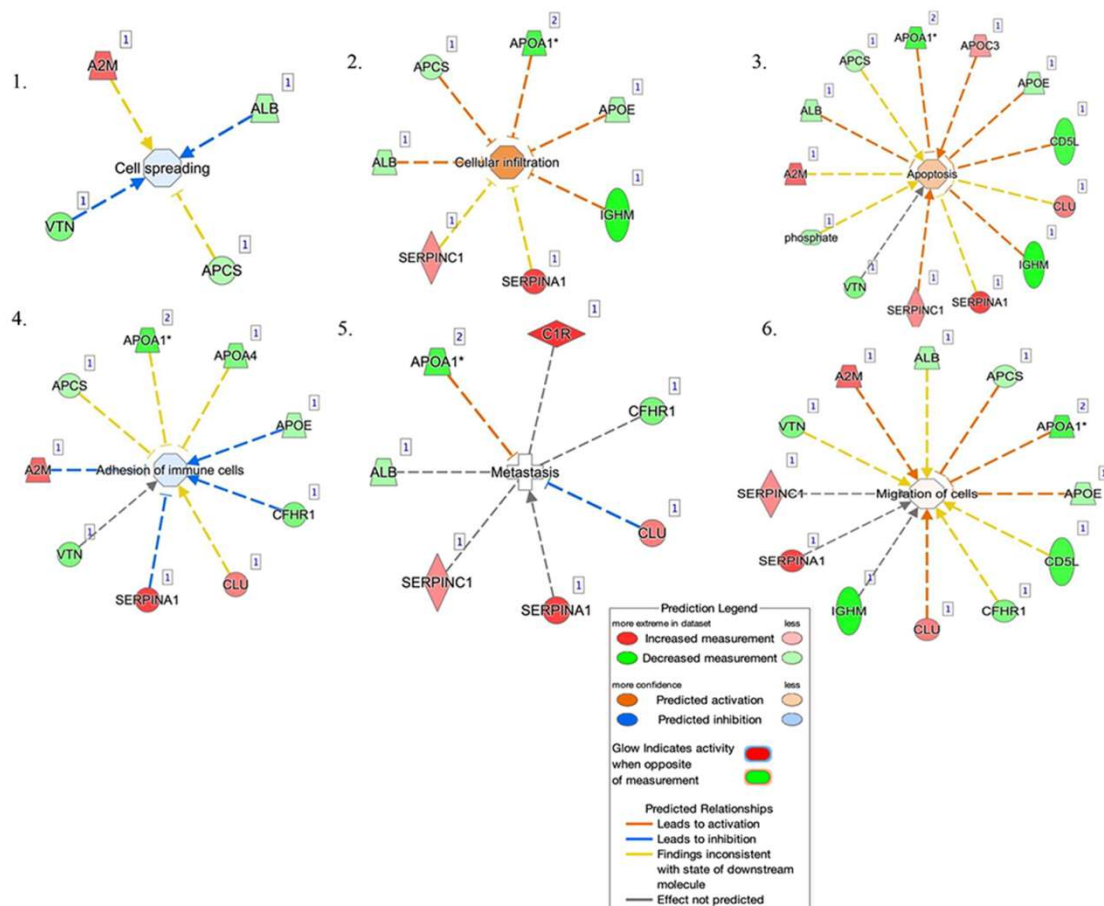 1.
1
A2M
1
ALB
Cell spreading
1
VTN
1
APCS
2.
2
APOA1*
1
APCS
1
APOE
1
ALB
Cellular infiltration
1
IGHM
1
SERPINC1
1
SERPINA1
3.
2
APOA1*
1
APOC3
1
APCS
1
APOE
1
ALB
1
CD5L
1
A2M
Apoptosis
1
CLU
1
phosphate
1
IGHM
1
VTN
1
SERPINC1
1
SERPINA1
4.
2
APOA1*
1
APOA4
1
APCS
1
APOE
1
A2M
Adhesion of immune cells
1
CFHR1
VTN
1
1
SERPINA1
1
CLU
5.
1
C1R
2
APOA1*
1
CFHR1
1
ALB
Metastasis
1
CLU
1
SERPINC1
1
SERPINA1
6.
1
A2M
1
ALB
1
APCS
1
VTN
2
APOA1*
1
SERPINC1
Migration of cells
1
APOE
1
SERPINA1
1
CD5L
1
IGHM
1
CLU
1
CFHR1
Prediction Legend
more extreme in dataset less
Increased measurement
Decreased measurement
more confidence less
Predicted activation
Predicted inhibition
Glow Indicates activity
when opposite
of measurement
Predicted Relationships
Leads to activation
Leads to inhibition
Findings inconsistent
with state of downstream
molecule
Effect not predicted